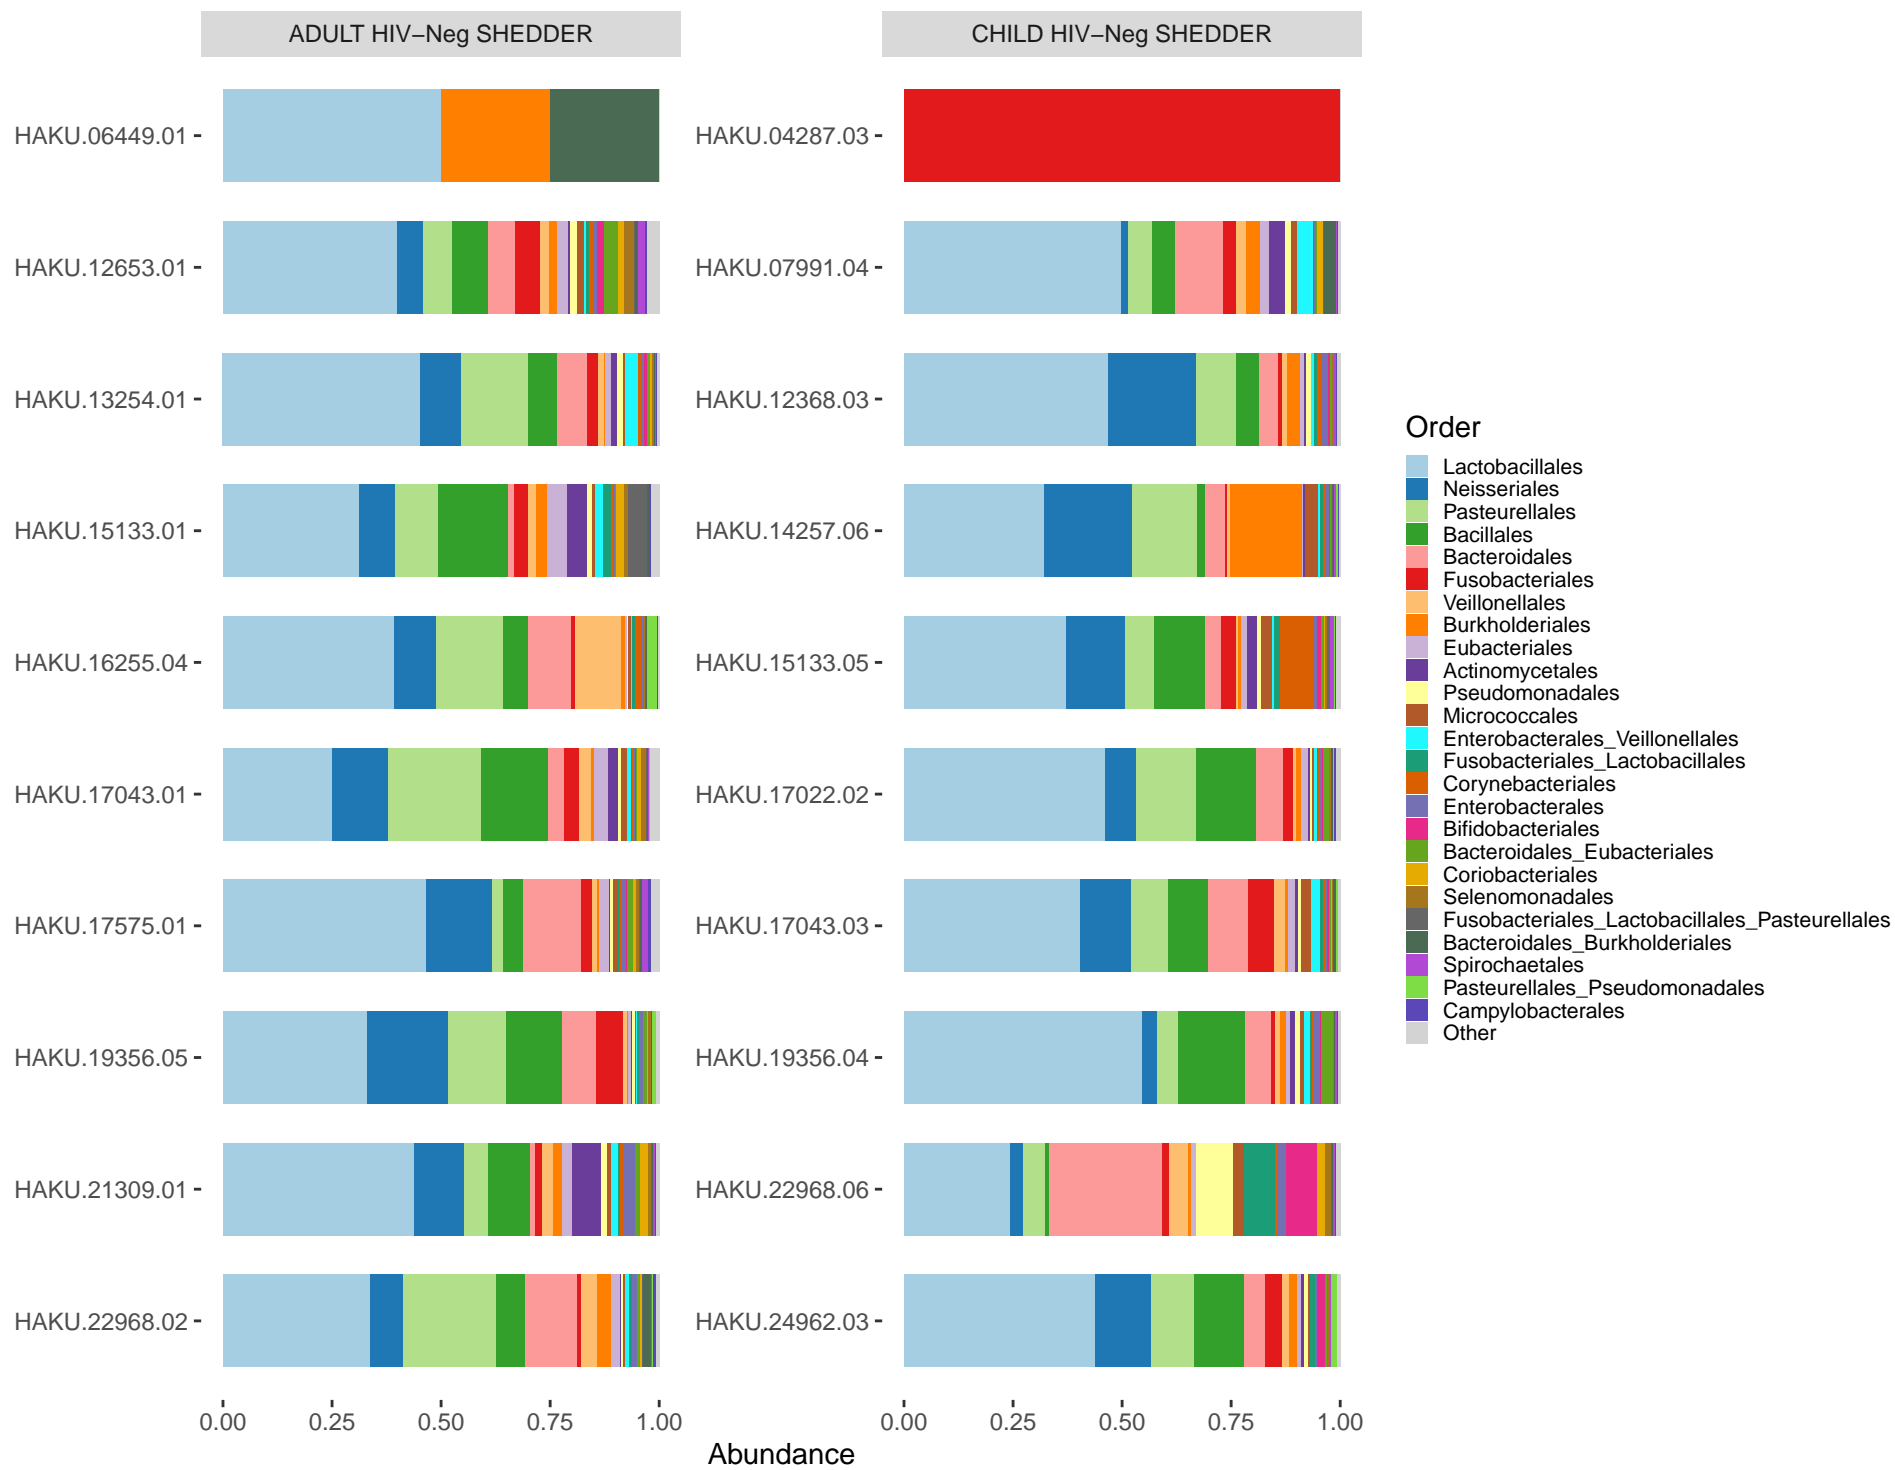 ADULT HIV−Neg SHEDDER
HAKU.06449.01
HAKU.12653.01
HAKU.13254.01
HAKU.15133.01
HAKU.16255.04
HAKU.17043.01
HAKU.17575.01
HAKU.19356.05
HAKU.21309.01
HAKU.22968.02
0.00 0.25 0.50 0.75 1.00
CHILD HIV−Neg SHEDDER
HAKU.04287.03
HAKU.07991.04
HAKU.12368.03
HAKU.14257.06
HAKU.15133.05
HAKU.17022.02
HAKU.17043.03
HAKU.19356.04
HAKU.22968.06
HAKU.24962.03
0.00 0.25 0.50 0.75 1.00
Abundance
Order
Lactobacillales
Neisseriales
Pasteurellales
Bacillales
Bacteroidales
Fusobacteriales
Veillonellales
Burkholderiales
Eubacteriales
Actinomycetales
Pseudomonadales
Micrococcales
Enterobacterales_Veillonellales
Fusobacteriales_Lactobacillales
Corynebacteriales
Enterobacterales
Bifidobacteriales
Bacteroidales_Eubacteriales
Coriobacteriales
Selenomonadales
Fusobacteriales_Lactobacillales_Pasteurellales
Bacteroidales_Burkholderiales
Spirochaetales
Pasteurellales_Pseudomonadales
Campylobacterales
Other